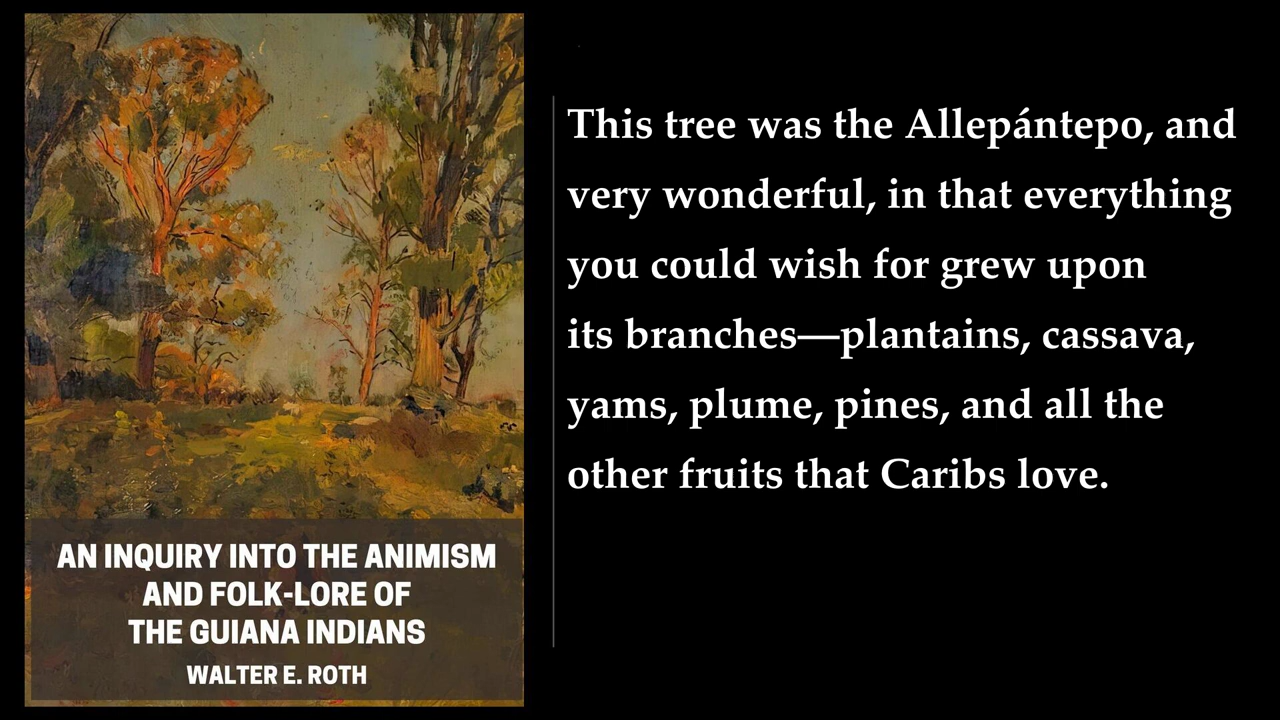 This tree was the Allepántepo, and
very wonderful, in that everything
you could wish for grew upon
its branches—plantains, cassava,
yams, plume, pines, and all the
other fruits that Caribs love.
AN INQUIRY INTO THE ANIMISM
AND FOLK-LORE OF
THE GUIANA INDIANS
WALTER E. ROTH